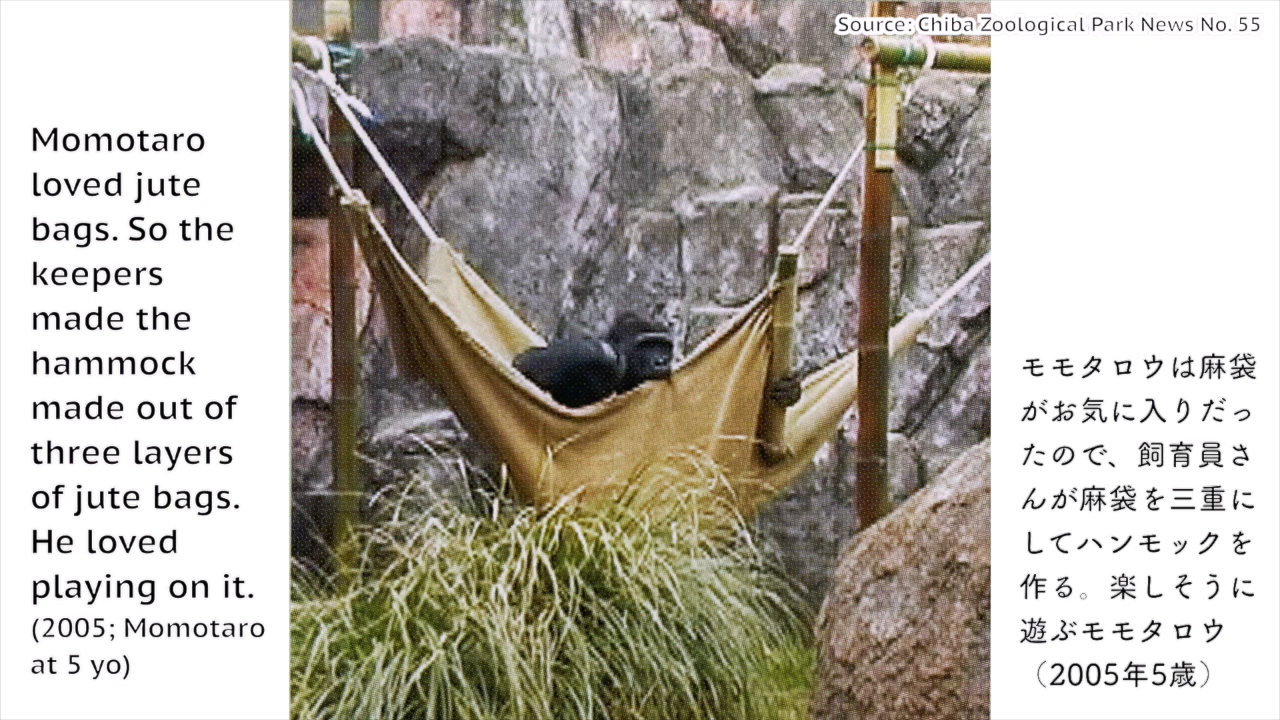 Source: Chiba Zoological Park News No. 55
Momotaro
loved jute
bags. So the
keepers
made the
hammock
made out of
three layers
of jute bags.
He loved
playing on it.
(2005; Momotaro
at 5 yo)
モモタロウは麻袋
がお気に入りだっ
たので、飼育員さ
んが麻袋を三重に
してハンモックを
作る。楽しそうに
遊ぶモモタロウ
（2005年5歳）